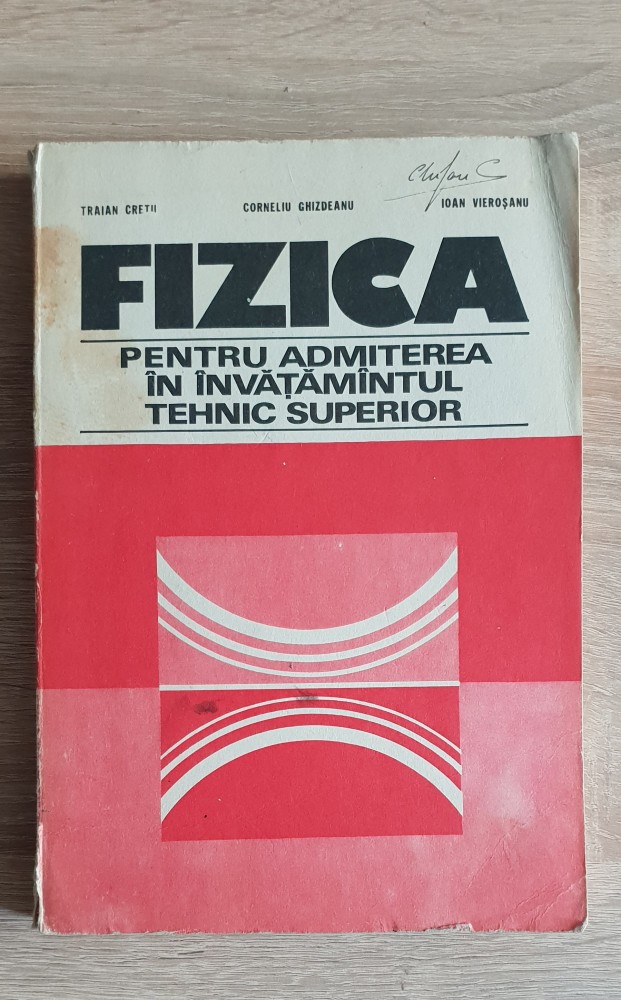 TRAIAN CREȚU CORNELIU GHIZDEANU IOAN VIEROȘANU
FIZICA
PENTRU ADMITEREA
ÎN ÎNVĂȚĂMÎNTUL
TEHNIC SUPERIOR